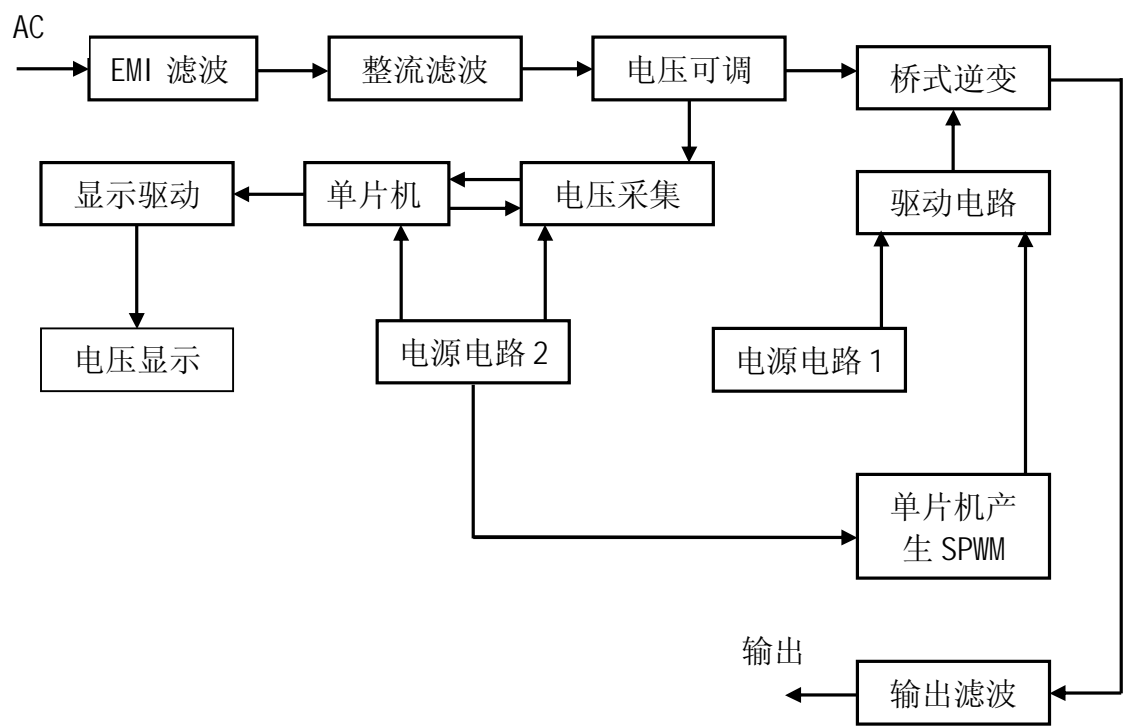 AC
EMI 滤波
整流滤波
电压可调
桥式逆变
显示驱动
单片机
电压采集
驱动电路
电压显示
电源电路 2
电源电路 1
单片机产
生 SPWM
输出
输出滤波